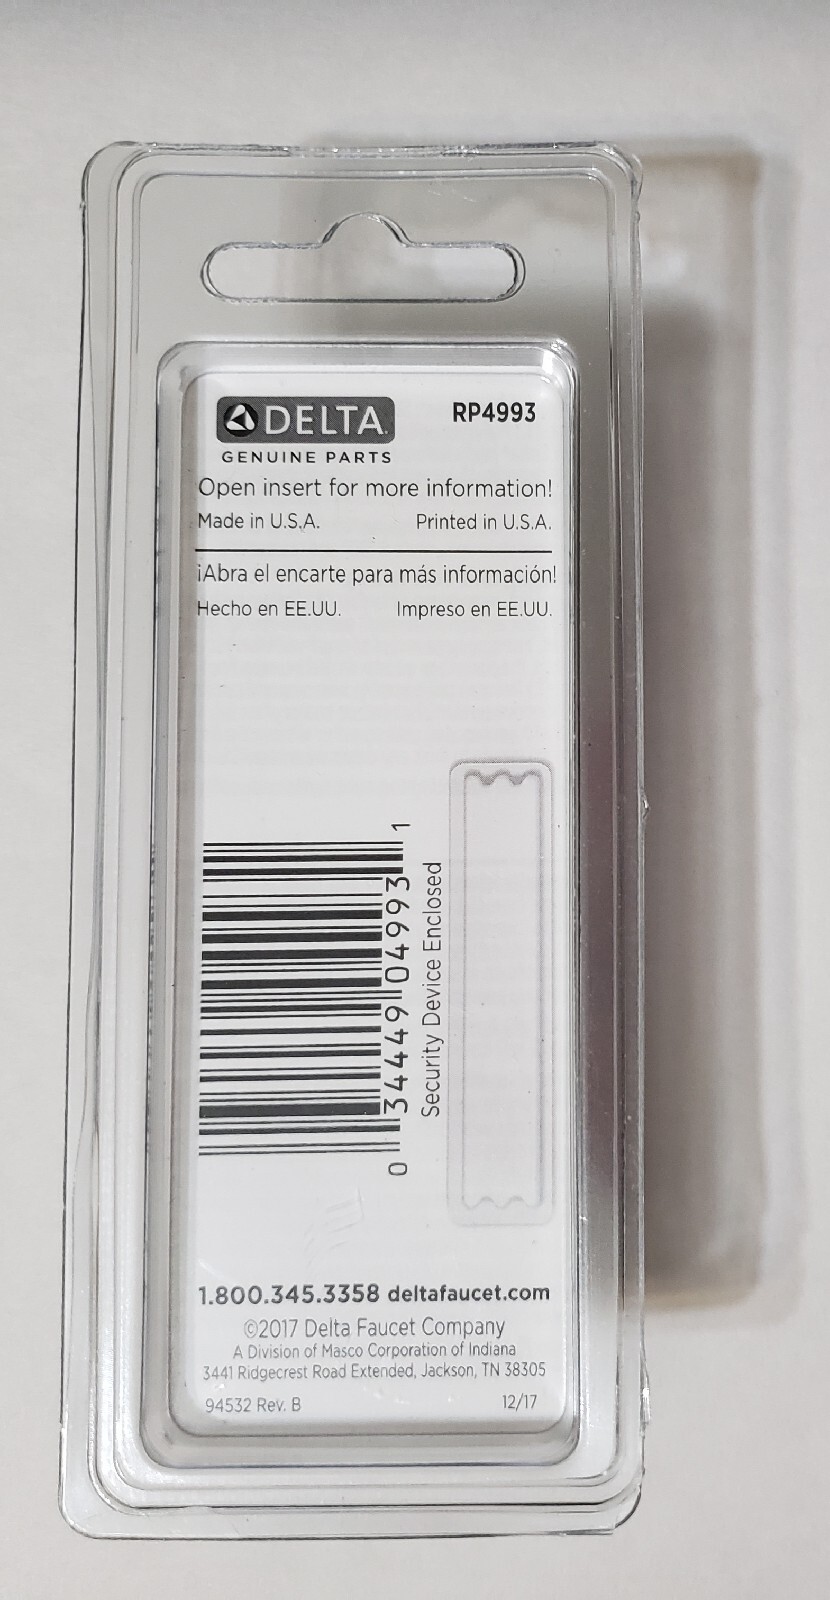 DELTA
RP4993
GENUINE PARTS
Open insert for more information!
Made in U.S.A. Printed in U.S.A.
¡Abra el encarte para más información!
Hecho en EE.UU. Impreso en EE.UU.
0 34449 04993 1
Security Device Enclosed
1.800.345.3358 deltafaucet.com
©2017 Delta Faucet Company
A Division of Masco Corporation of Indiana
3441 Ridgecrest Road Extended, Jackson, TN 38305
94532 Rev. B 12/17